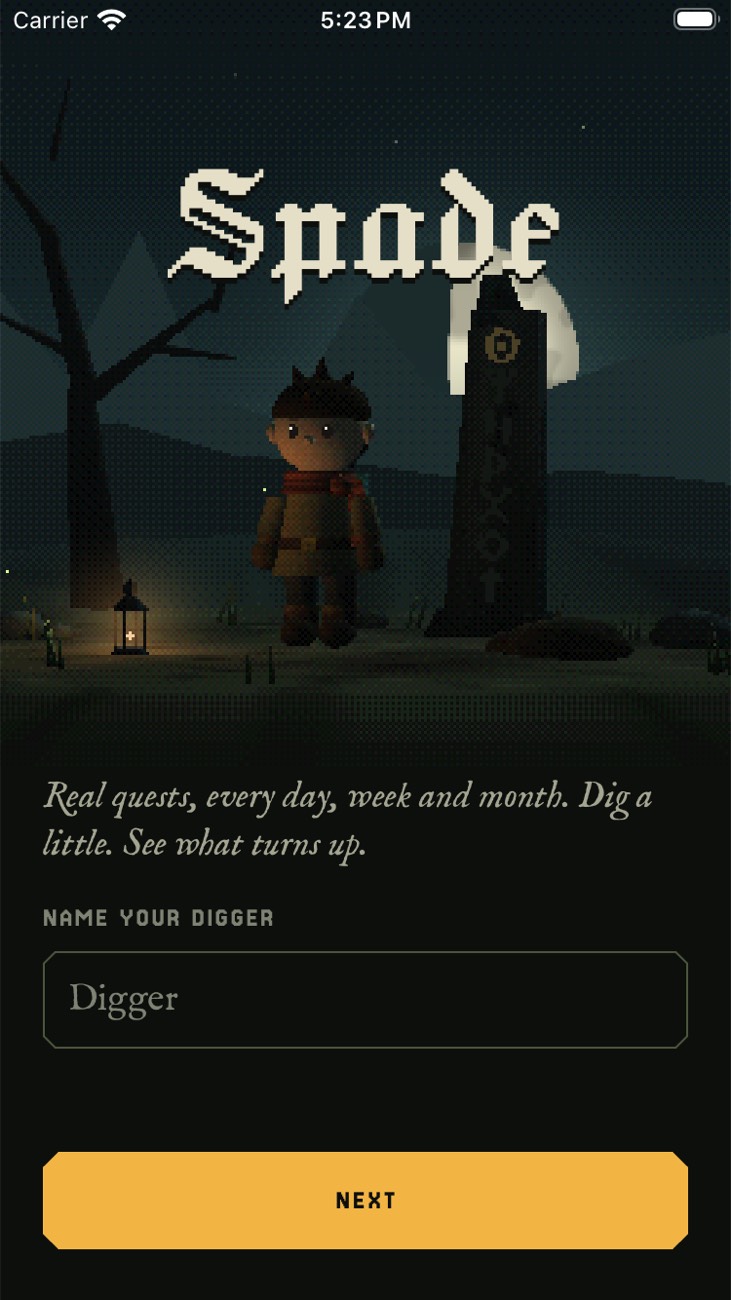 Carrier 5:23 PM
Spade
Real quests, every day, week and month. Dig a
little. See what turns up.
NAME YOUR DIGGER
Digger
NEXT